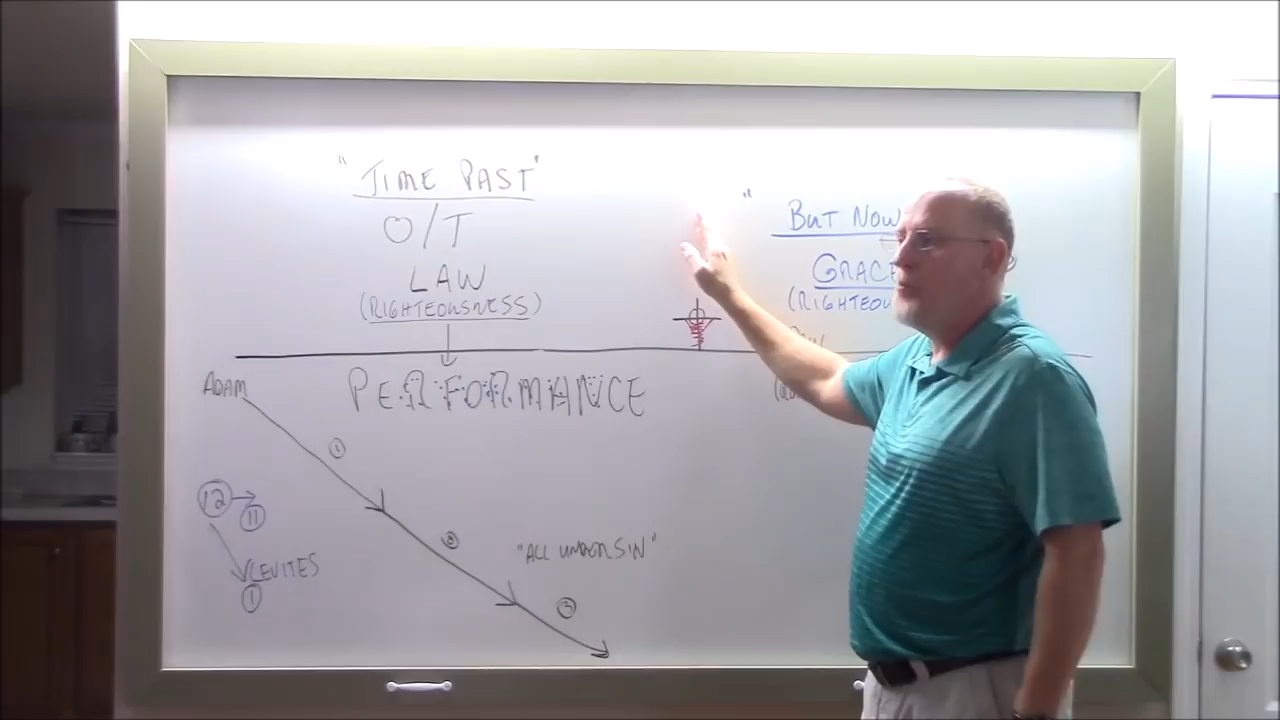 "TIME PAST"
O/T
LAW
(RIGHTEOUSNESS)
PERFORMANCE
ADAM
①
②
③
"ALL UNDER SIN"
⑫
⑪
LEVITES
①
" BUT NOW
GRACE
(RIGHTEOU